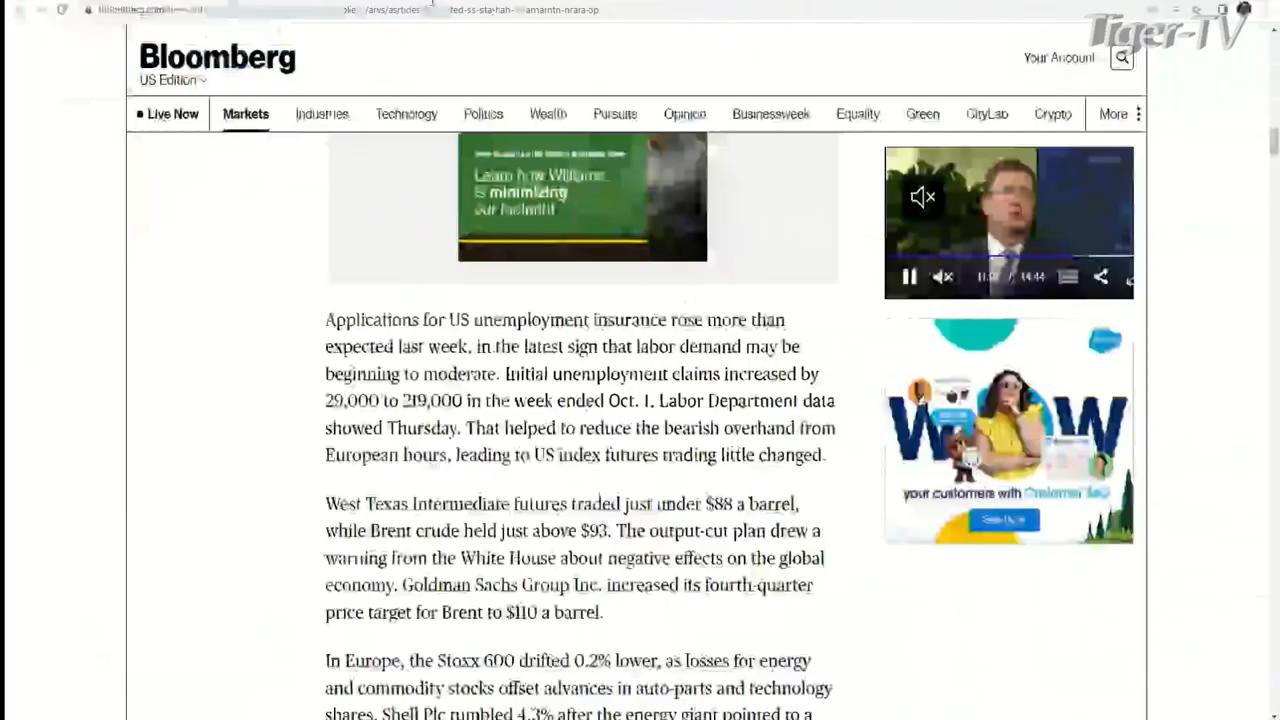 Tiger-TV
Bloomberg
Your Account
US Edition
Live Now Markets Industries Technology Politics Wealth Pursuits Opinion Businessweek Equality Green CityLab Crypto More
Learn how Williams
is minimizing
our footprint
Applications for US unemployment insurance rose more than
expected last week, in the latest sign that labor demand may be
beginning to moderate. Initial unemployment claims increased by
29,000 to 219,000 in the week ended Oct. 1, Labor Department data
showed Thursday. That helped to reduce the bearish overhand from
European hours, leading to US index futures trading little changed.
WOW
your customers with
West Texas Intermediate futures traded just under $88 a barrel,
while Brent crude held just above $93. The output-cut plan drew a
warning from the White House about negative effects on the global
economy. Goldman Sachs Group Inc. increased its fourth-quarter
price target for Brent to $110 a barrel.
In Europe, the Stoxx 600 drifted 0.2% lower, as losses for energy
and commodity stocks offset advances in auto-parts and technology
shares. Shell Plc tumbled 4.3% after the energy giant pointed to a